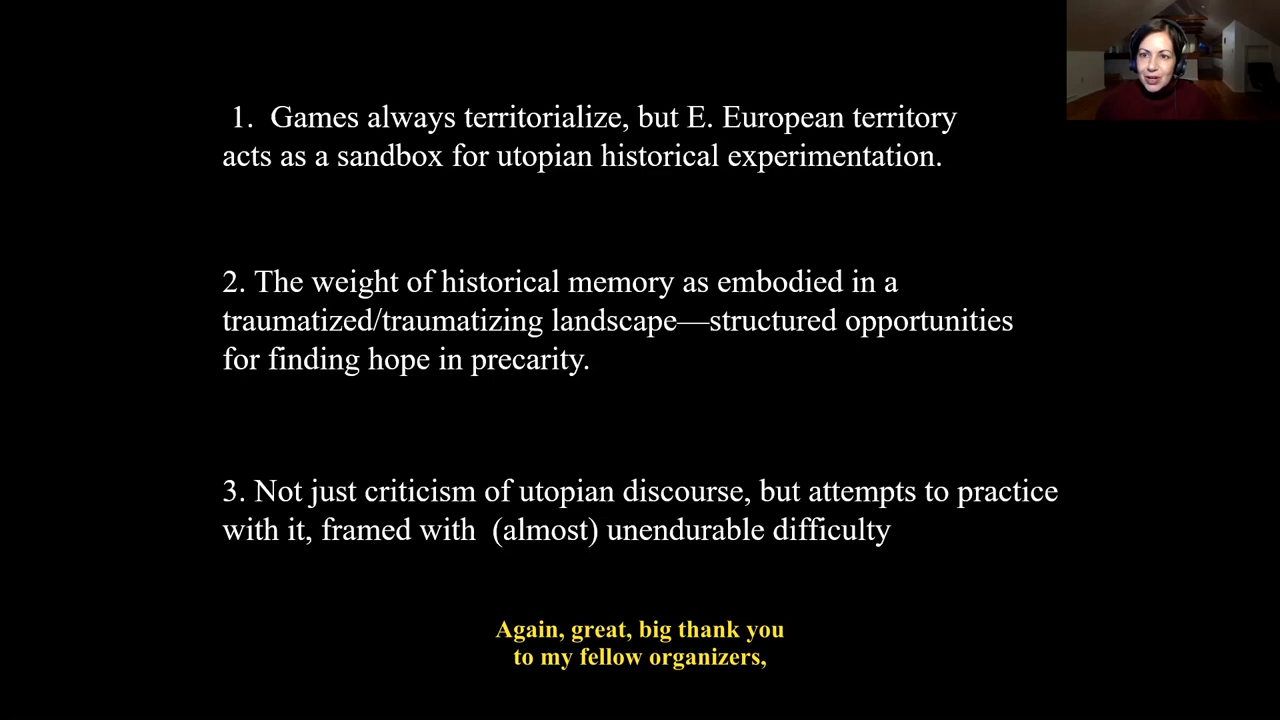 1. Games always territorialize, but E. European territory
acts as a sandbox for utopian historical experimentation.
2. The weight of historical memory as embodied in a
traumatized/traumatizing landscape—structured opportunities
for finding hope in precarity.
3. Not just criticism of utopian discourse, but attempts to practice
with it, framed with (almost) unendurable difficulty
Again, great, big thank you
to my fellow organizers,